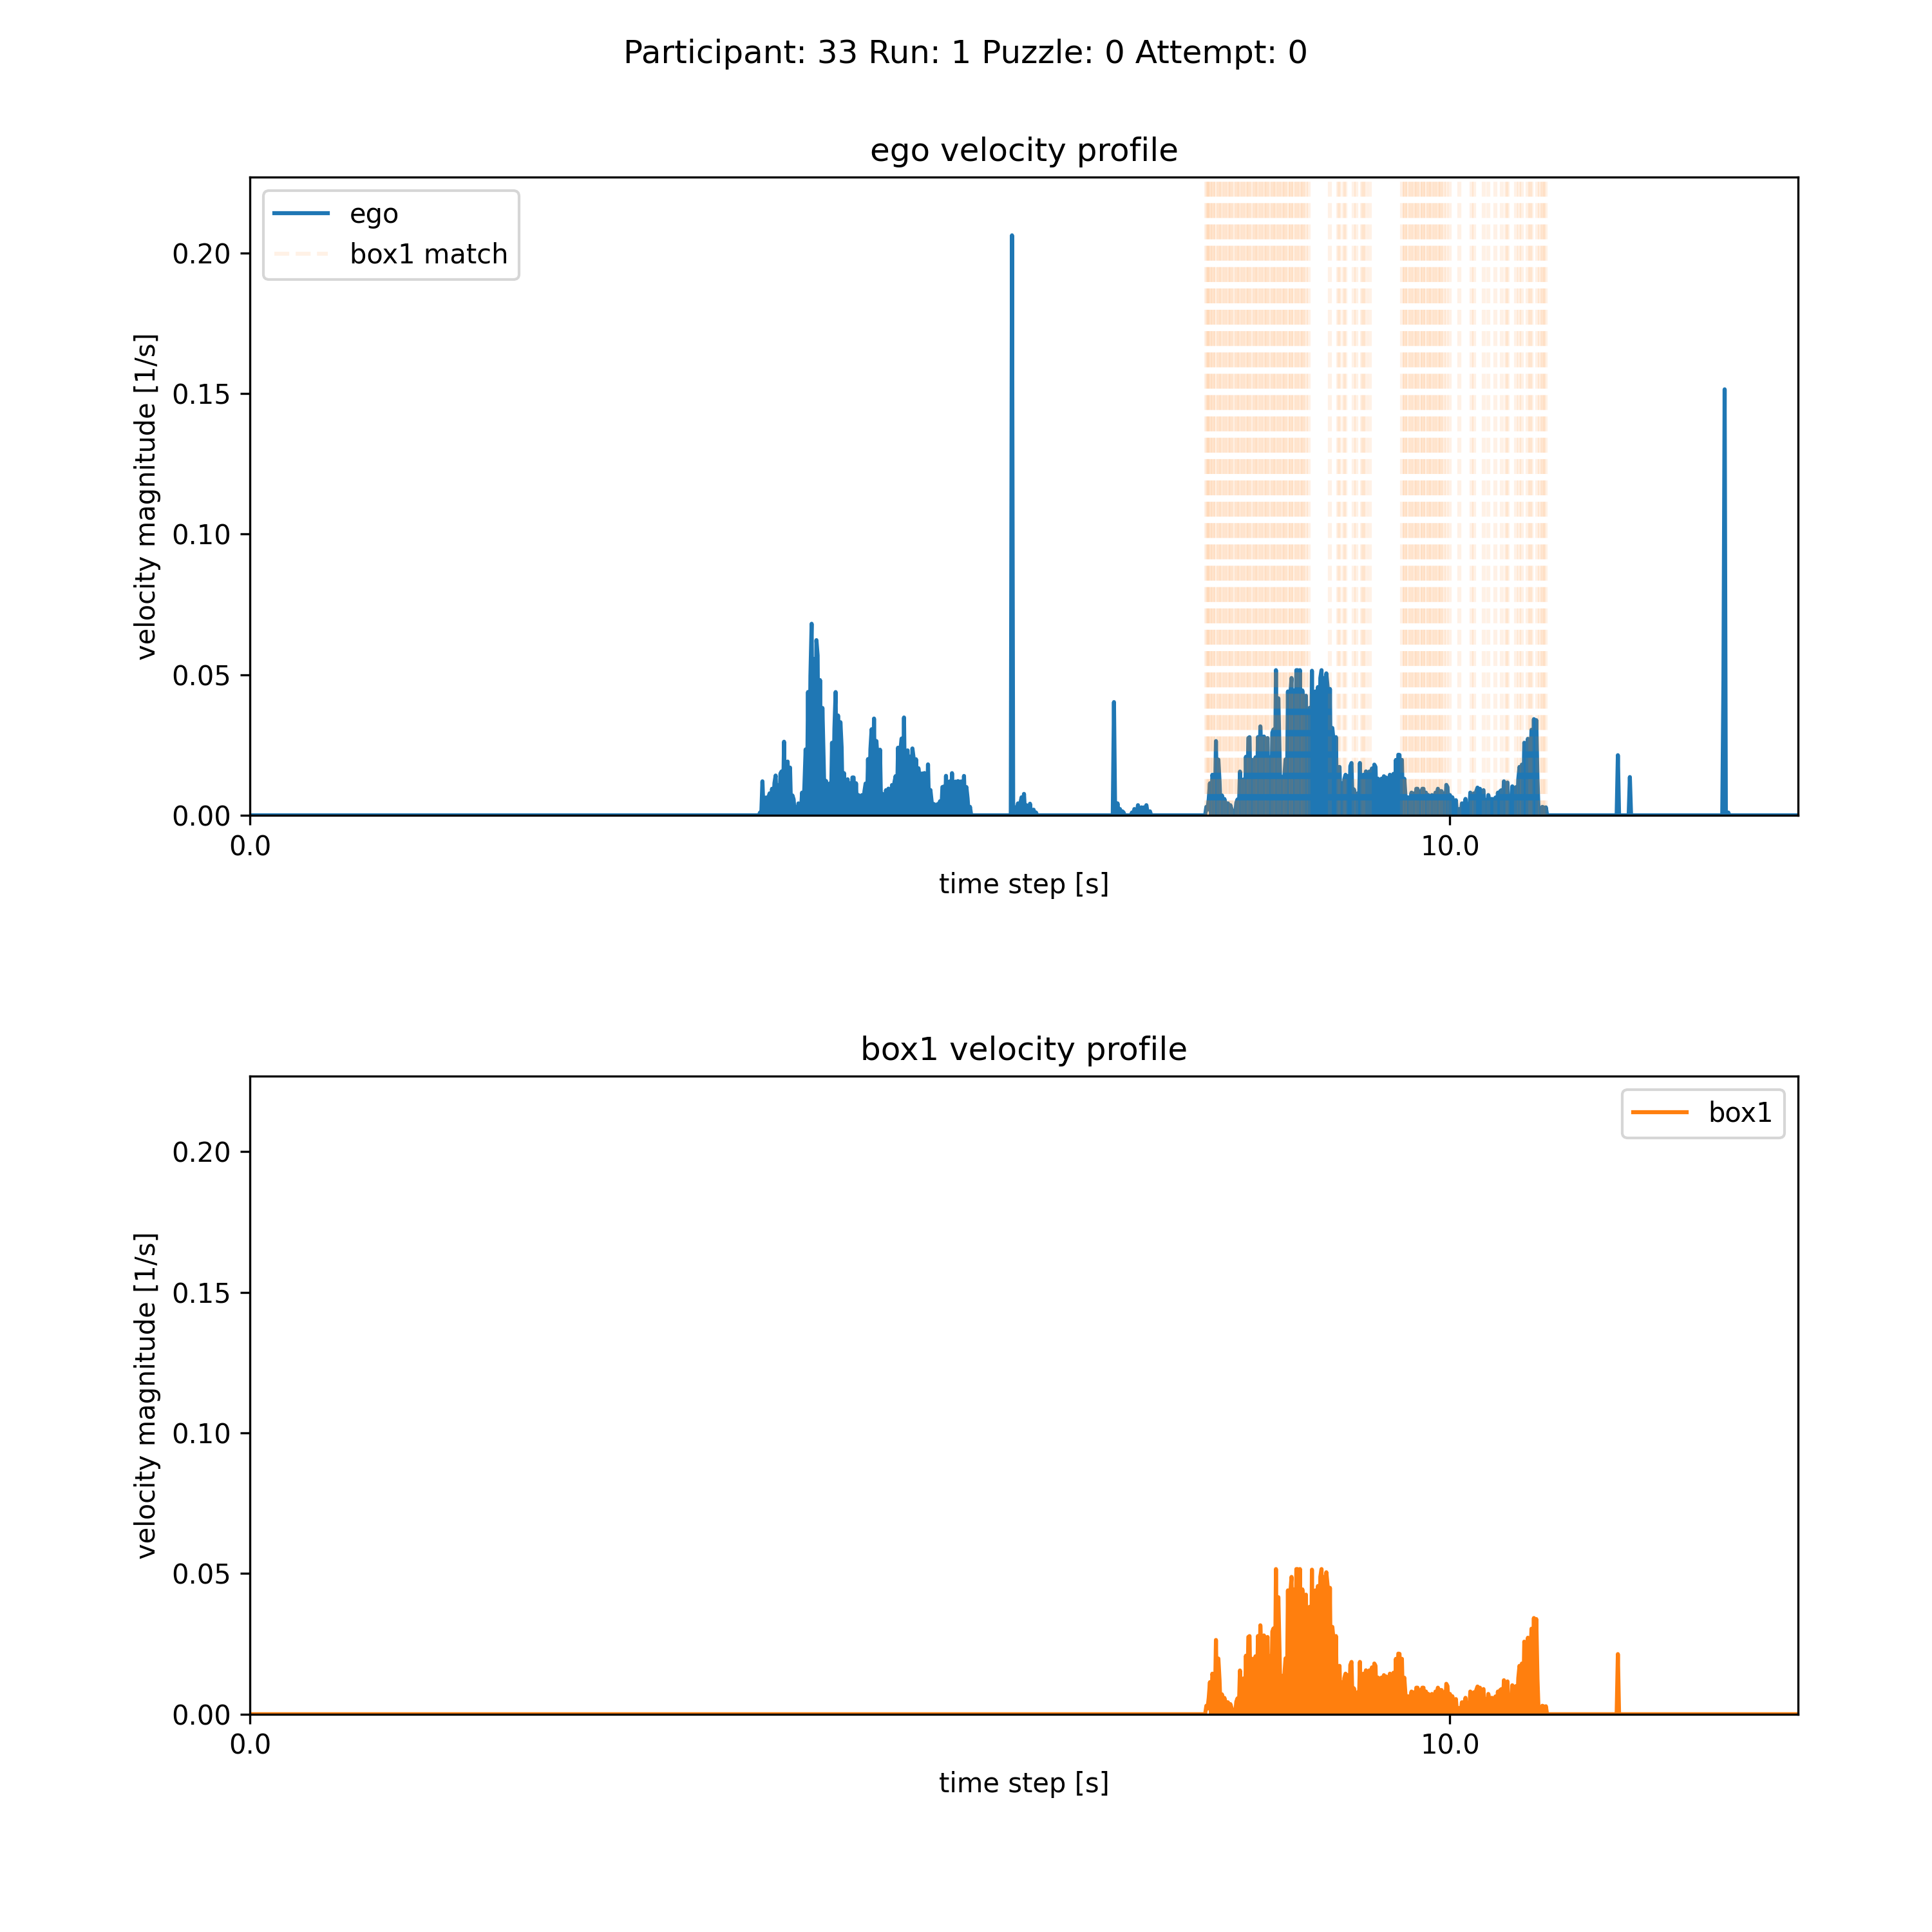 Participant: 33 Run: 1 Puzzle: 0 Attempt: 0
ego velocity profile
ego
box1 match
velocity magnitude [1/s]
0.20
0.15
0.10
0.05
0.00
0.0
10.0
time step [s]
box1 velocity profile
box1
velocity magnitude [1/s]
0.20
0.15
0.10
0.05
0.00
0.0
10.0
time step [s]